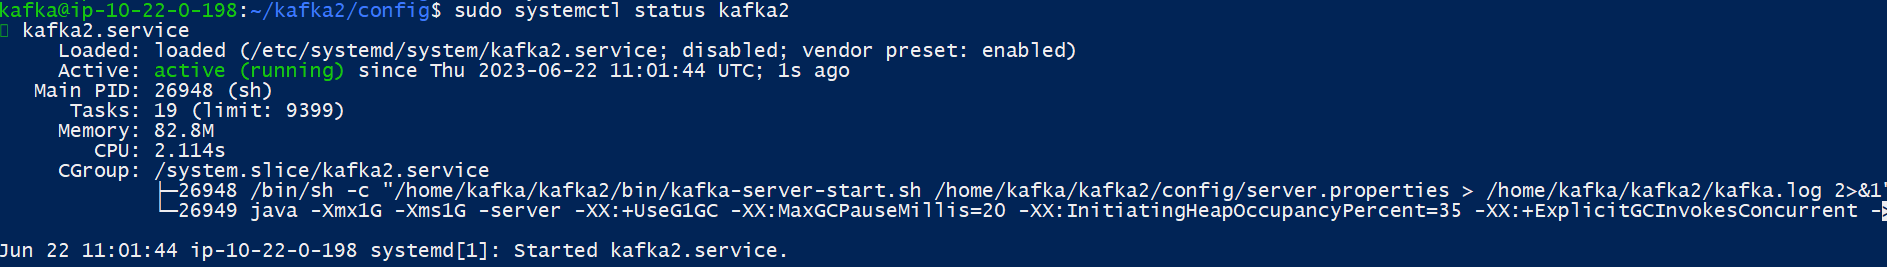 kafka@ip-10-22-0-198:~/kafka2/config$ sudo systemctl status kafka2
kafka2.service
Loaded: loaded (/etc/systemd/system/kafka2.service; disabled; vendor preset: enabled)
Active: active (running) since Thu 2023-06-22 11:01:44 UTC; 1s ago
Main PID: 26948 (sh)
Tasks: 19 (limit: 9399)
Memory: 82.8M
CPU: 2.114s
CGroup: /system.slice/kafka2.service
├─26948 /bin/sh -c "/home/kafka/kafka2/bin/kafka-server-start.sh /home/kafka/kafka2/config/server.properties > /home/kafka/kafka2/kafka.log 2>&1"
└─26949 java -Xmx1G -Xms1G -server -XX:+UseG1GC -XX:MaxGCPauseMillis=20 -XX:InitiatingHeapOccupancyPercent=35 -XX:+ExplicitGCInvokesConcurrent ->
Jun 22 11:01:44 ip-10-22-0-198 systemd[1]: Started kafka2.service.